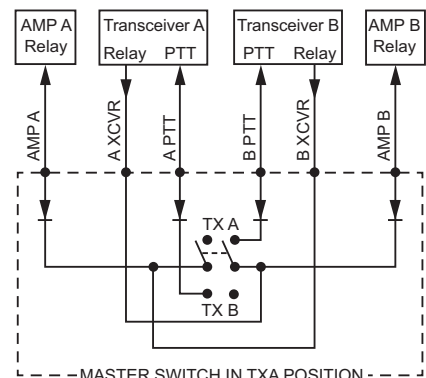 AMP A
Relay
Transceiver A
Relay PTT
Transceiver B
PTT Relay
AMP B
Relay
AMP A
A XCVR
A PTT
B PTT
B XCVR
AMP B
TX A
TX B
MASTER SWITCH IN TXA POSITION